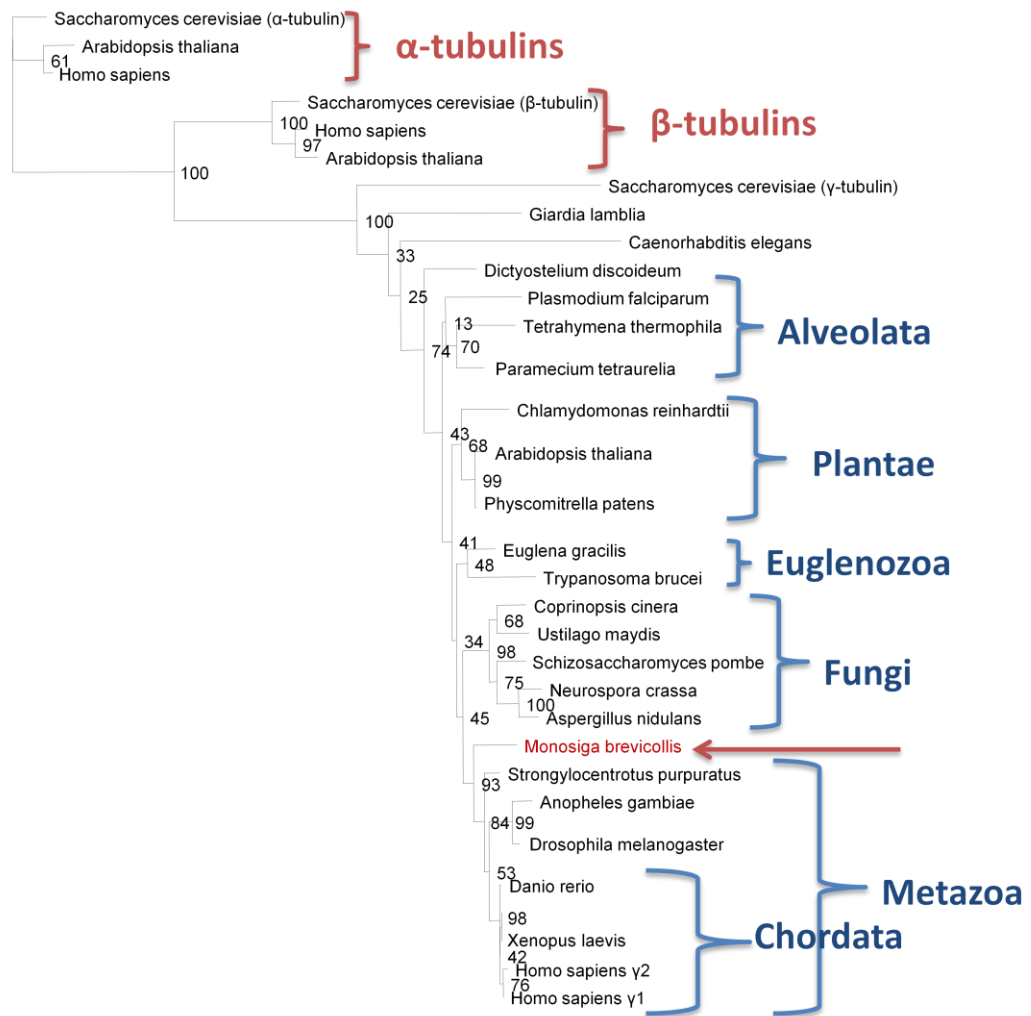 Saccharomyces cerevisiae (α-tubulin)
Arabidopsis thaliana
61
Homo sapiens
α-tubulins
Saccharomyces cerevisiae (β-tubulin)
100
Homo sapiens
97
Arabidopsis thaliana
β-tubulins
100
Saccharomyces cerevisiae (γ-tubulin)
Giardia lamblia
100
Caenorhabditis elegans
33
Dictyostelium discoideum
25
Plasmodium falciparum
13
Tetrahymena thermophila
74
70
Paramecium tetraurelia
Alveolata
Chlamydomonas reinhardtii
43
68
Arabidopsis thaliana
99
Physcomitrella patens
Plantae
41
Euglena gracilis
48
Trypanosoma brucei
Euglenozoa
Coprinopsis cinera
68
Ustilago maydis
34
98
Schizosaccharomyces pombe
75
Neurospora crassa
100
Aspergillus nidulans
Fungi
45
Monosiga brevicollis
Strongylocentrotus purpuratus
93
Anopheles gambiae
84
99
Drosophila melanogaster
53
Danio rerio
98
Xenopus laevis
42
Homo sapiens γ2
76
Homo sapiens γ1
Chordata
Metazoa